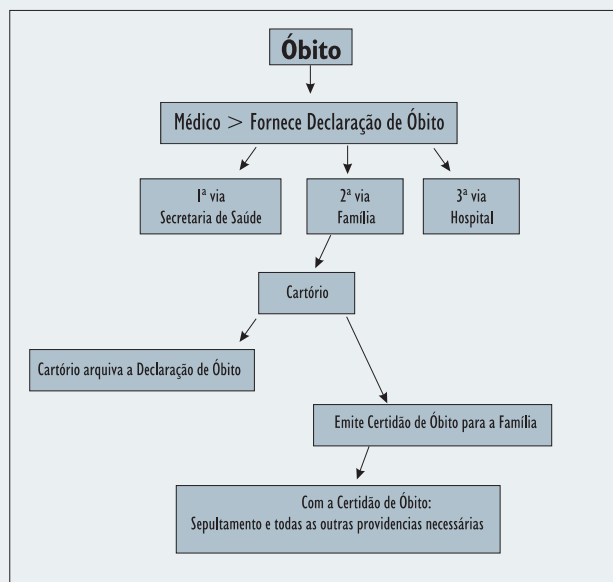 Óbito
Médico > Fornece Declaração de Óbito
1ª via
Secretaria de Saúde
2ª via
Família
3ª via
Hospital
Cartório
Cartório arquiva a Declaração de Óbito
Emite Certidão de Óbito para a Família
Com a Certidão de Óbito:
Sepultamento e todas as outras providencias necessárias